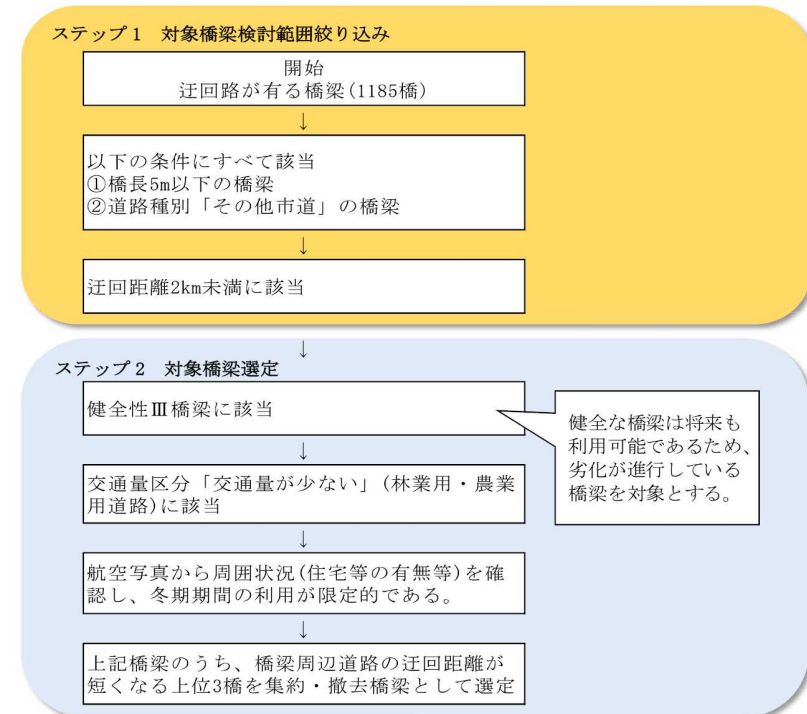 ステップ1 対象橋梁検討範囲絞り込み
開始
迂回路が有る橋梁(1185橋)
↓
以下の条件にすべて該当
①橋長5m以下の橋梁
②道路種別「その他市道」の橋梁
↓
迂回距離2km未満に該当
↓
ステップ2 対象橋梁選定
健全性Ⅲ橋梁に該当
健全な橋梁は将来も
利用可能であるため、
劣化が進行している
橋梁を対象とする。
↓
交通量区分「交通量が少ない」(林業用・農業
用道路)に該当
↓
航空写真から周囲状況(住宅等の有無等)を確
認し、冬期期間の利用が限定的である。
↓
上記橋梁のうち、橋梁周辺道路の迂回距離が
短くなる上位3橋を集約・撤去橋梁として選定